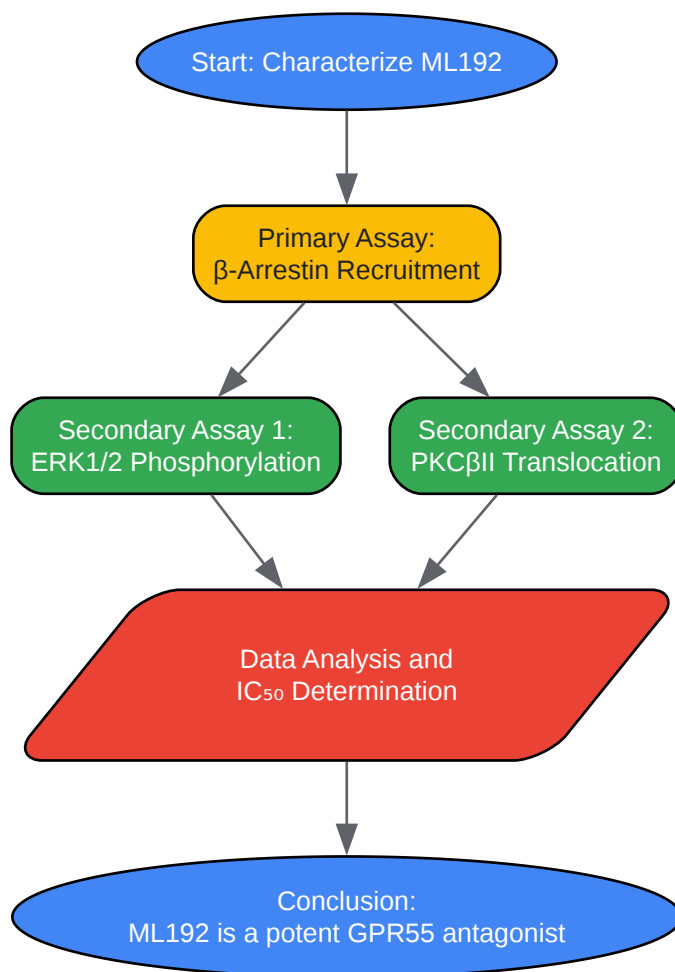 Start: Characterize ML192
Primary Assay:
β-Arrestin Recruitment
Secondary Assay 1:
ERK1/2 Phosphorylation
Secondary Assay 2:
PKCβII Translocation
Data Analysis and
IC₅₀ Determination
Conclusion:
ML192 is a potent GPR55 antagonist